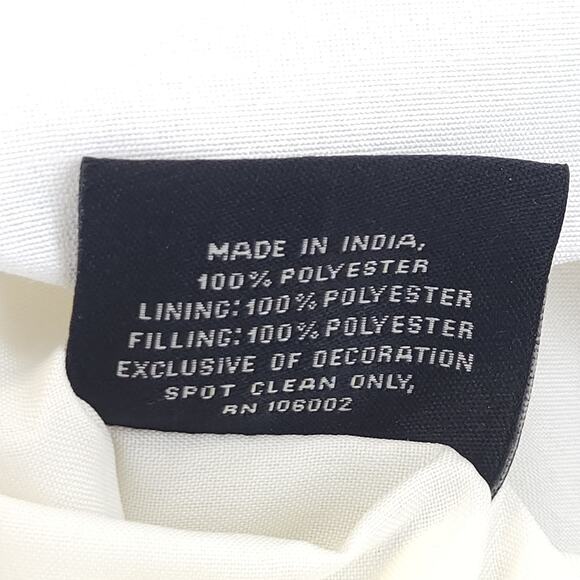 MADE IN INDIA,
100% POLYESTER
LINING:100% POLYESTER
FILLING:100% POLYESTER
EXCLUSIVE OF DECORATION
SPOT CLEAN ONLY,
RN 106002